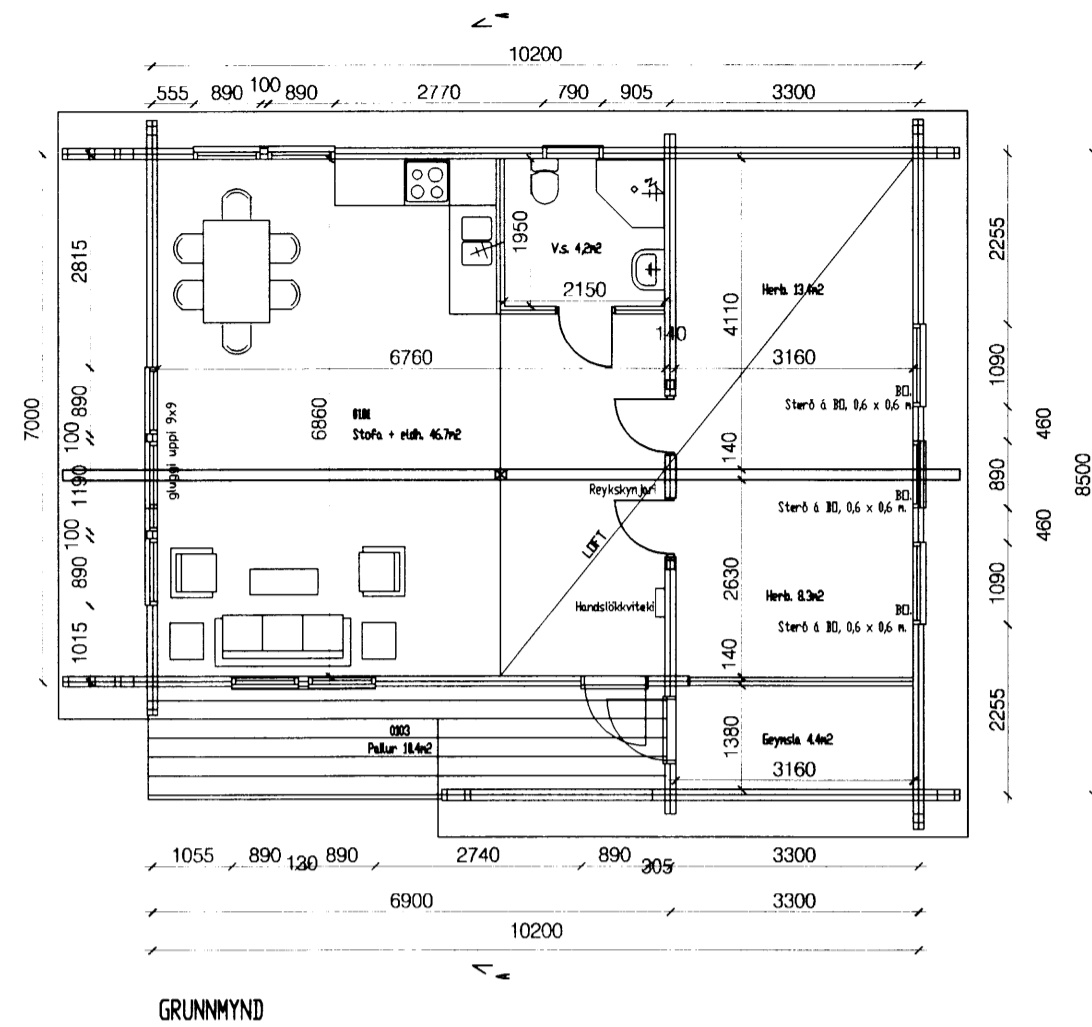 10200
555 890 100 890 2770 790 905 3300
7000
2815
890
100
1190
100
890
1015
1950
V.s. 4,2m2
2150
140
6760
6860
0101
Stofa + eldh. 46.7m2
gluggi uppi 9x9
Herb. 13,4m2
4110
3160
BO.
Stærð á BO, 0,6 x 0,6 m
140
Reykskynjari
BO.
Stærð á BO, 0,6 x 0,6 m.
LOFT
2630
Handslökkvitæki
Herb. 8.3m2
BO.
Stærð á BO, 0,6 x 0,6 m.
140
0103
Pallur 18.4m2
1380
Geymsla 4.4m2
3160
2255
1090
460
890
460
1090
2255
8500
1055 890 130 890 2740 890 305 3300
6900 3300
10200
GRUNNMYND